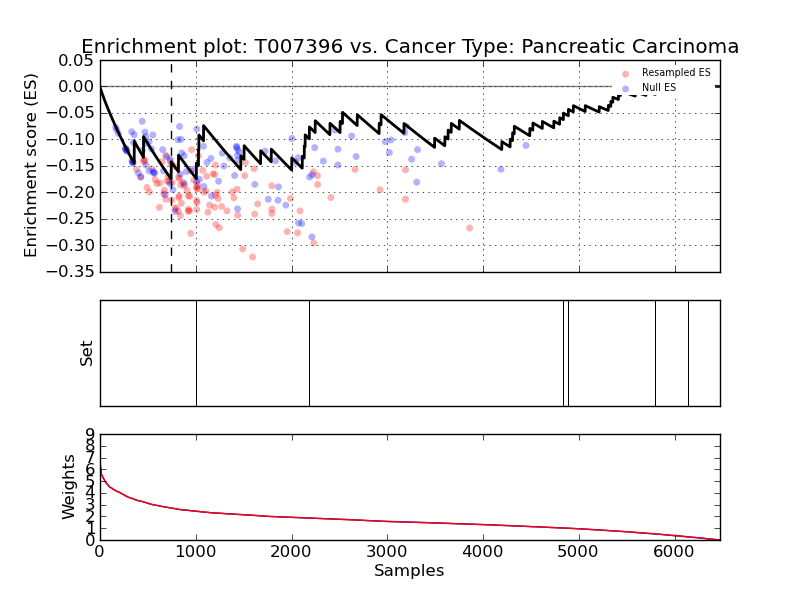 Enrichment plot: T007396 vs. Cancer Type: Pancreatic Carcinoma
Enrichment score (ES)
0.05
0.00
−0.05
−0.10
−0.15
−0.20
−0.25
−0.30
−0.35
Resampled ES
Null ES
Set
Weights
9
8
7
6
5
4
3
2
1
0
0 1000 2000 3000 4000 5000 6000
Samples